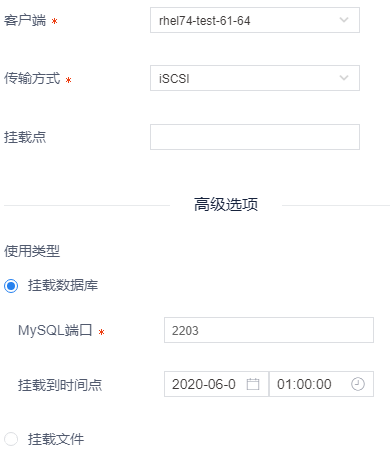 客户端 * rhel74-test-61-64
传输方式 * iSCSI
挂载点
高级选项
使用类型
挂载数据库
MySQL端口 * 2203
挂载到时间点 2020-06-0 01:00:00
挂载文件